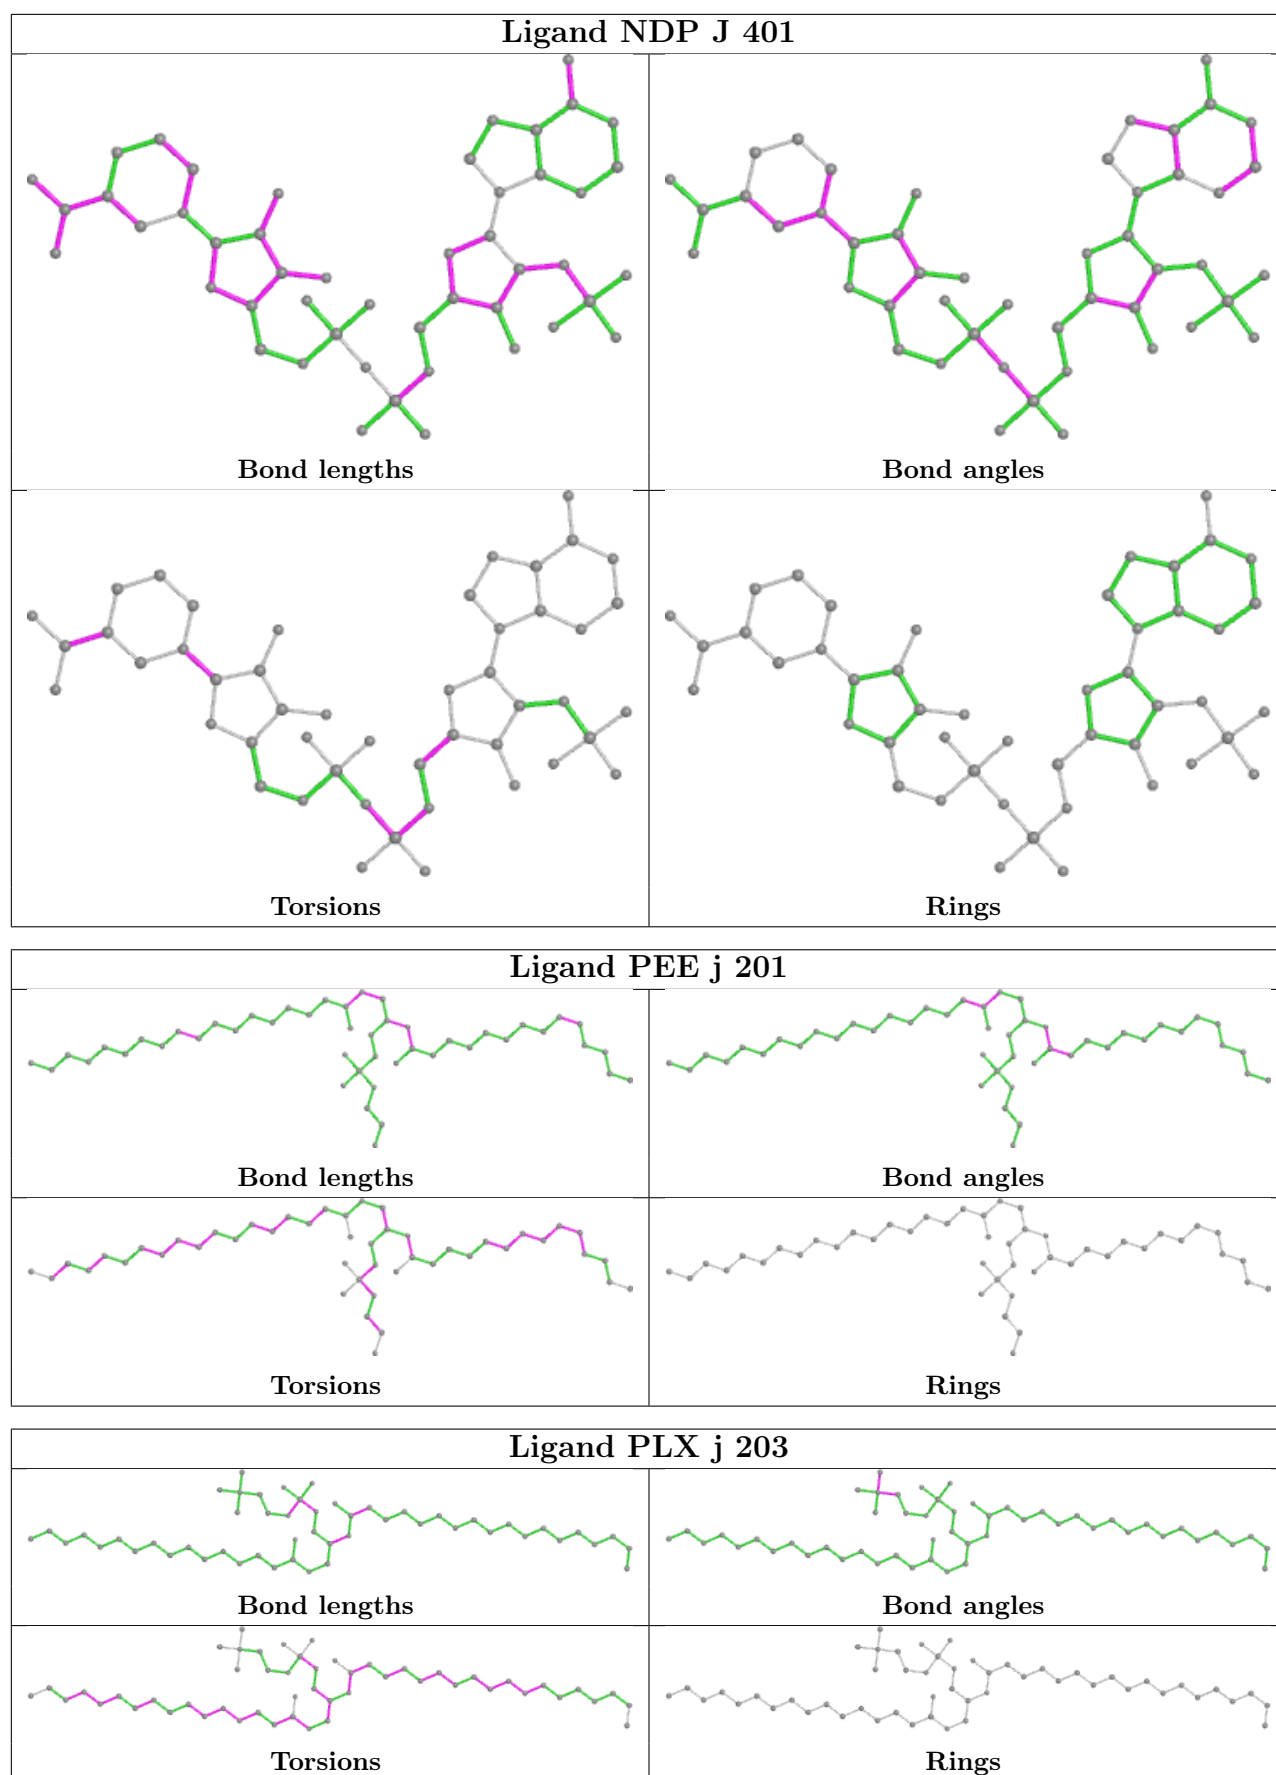 Ligand NDP J 401
Bond lengths
Bond angles
Torsions
Rings
Ligand PEE j 201
Bond lengths
Bond angles
Torsions
Rings
Ligand PLX j 203
Bond lengths
Bond angles
Torsions
Rings